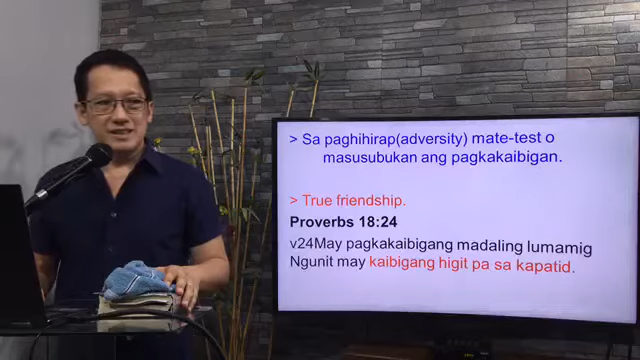 > Sa paghihirap(adversity) mate-test o
masusubukan ang pagkakaibigan.
> True friendship.
Proverbs 18:24
v24May pagkakaibigang madaling lumamig
Ngunit may kaibigang higit pa sa kapatid.